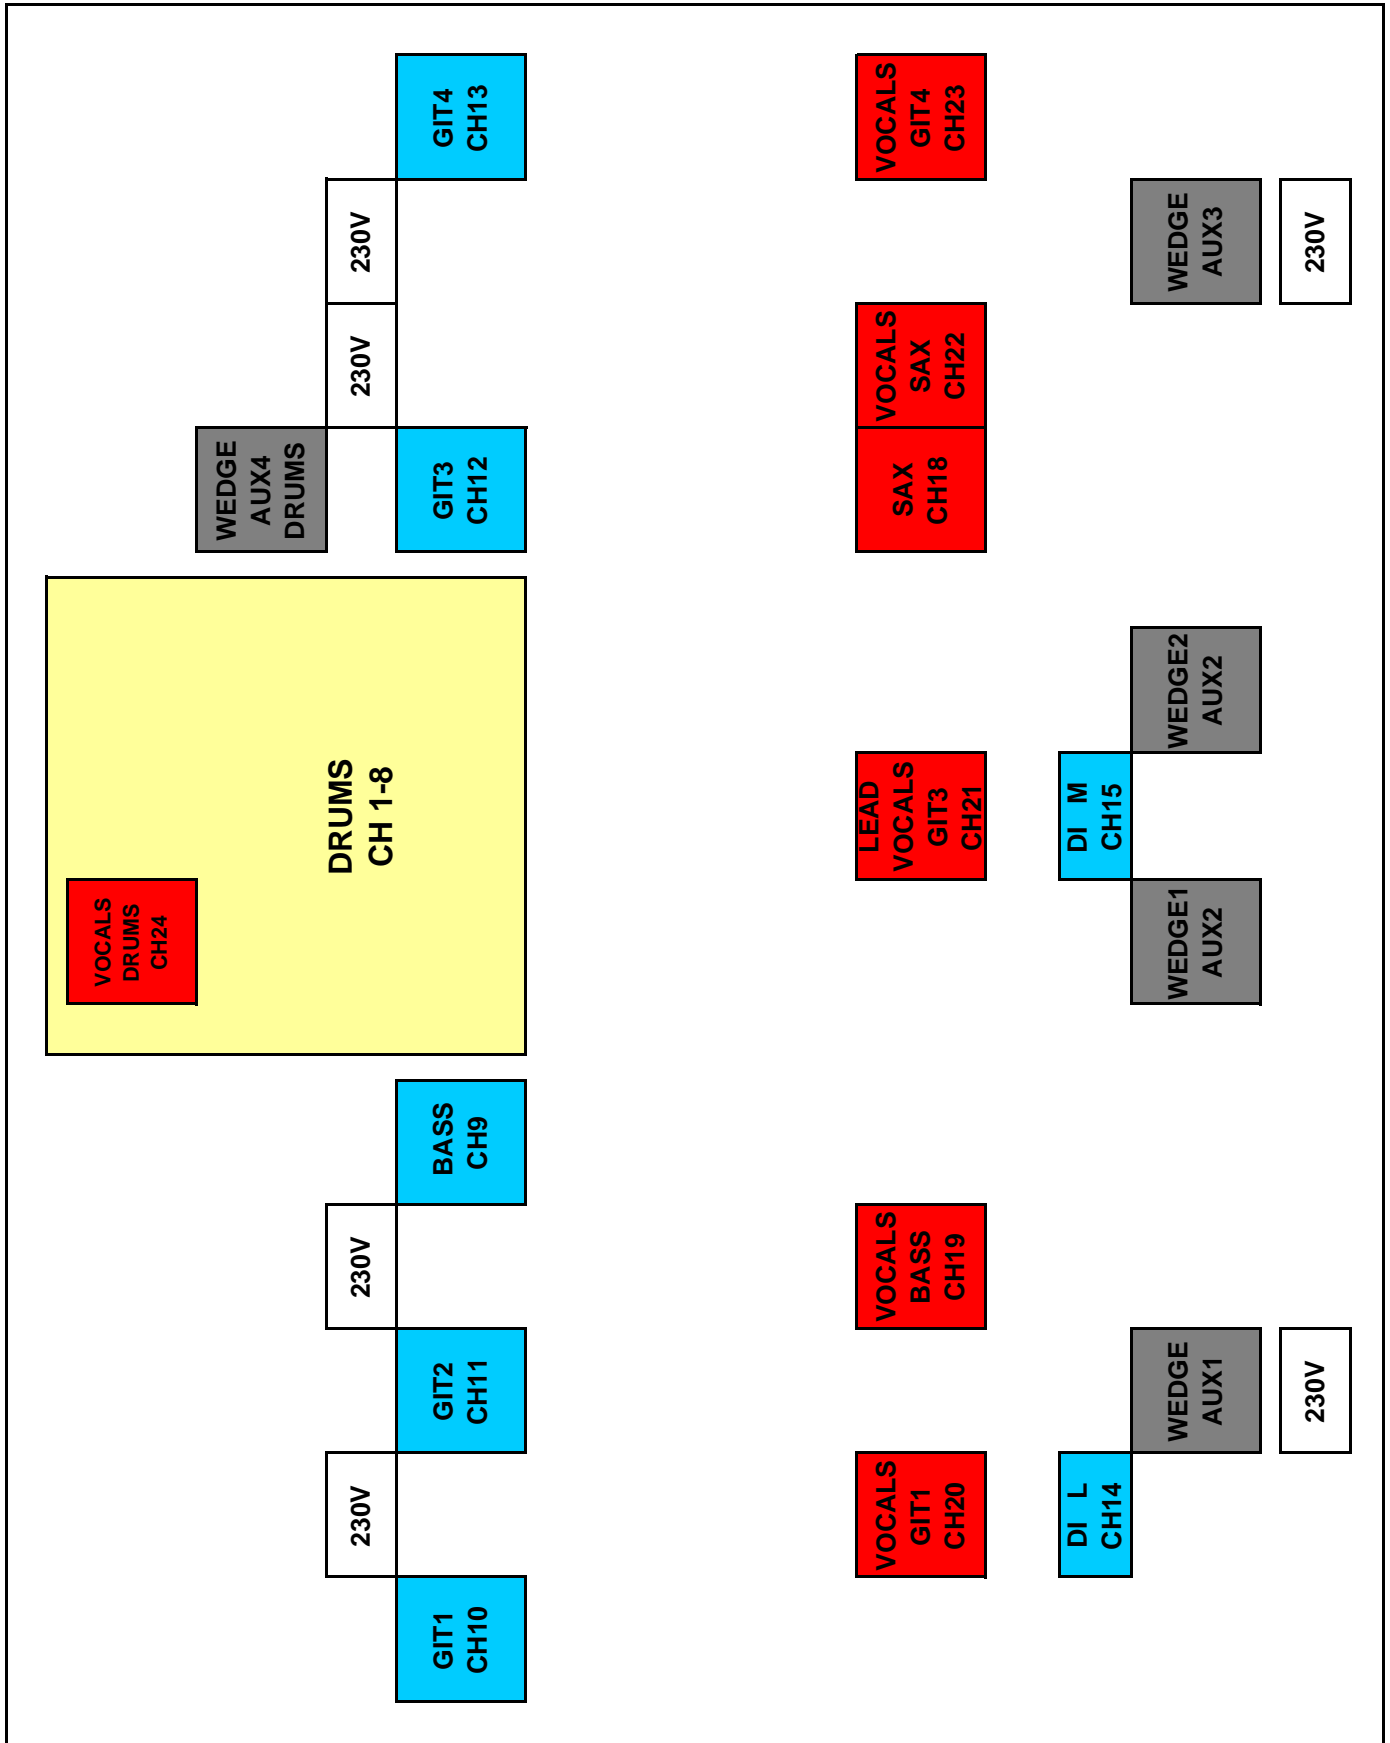 VOCALS
DRUMS
CH24
DRUMS
CH 1-8
WEDGE
AUX4
DRUMS
230V
230V
230V
230V
GIT1
CH10
GIT2
CH11
BASS
CH9
GIT3
CH12
GIT4
CH13
VOCALS
GIT1
CH20
VOCALS
BASS
CH19
LEAD
VOCALS
GIT3
CH21
SAX
CH18
VOCALS
SAX
CH22
VOCALS
GIT4
CH23
DI L
CH14
DI M
CH15
WEDGE
AUX1
WEDGE1
AUX2
WEDGE2
AUX2
WEDGE
AUX3
230V
230V